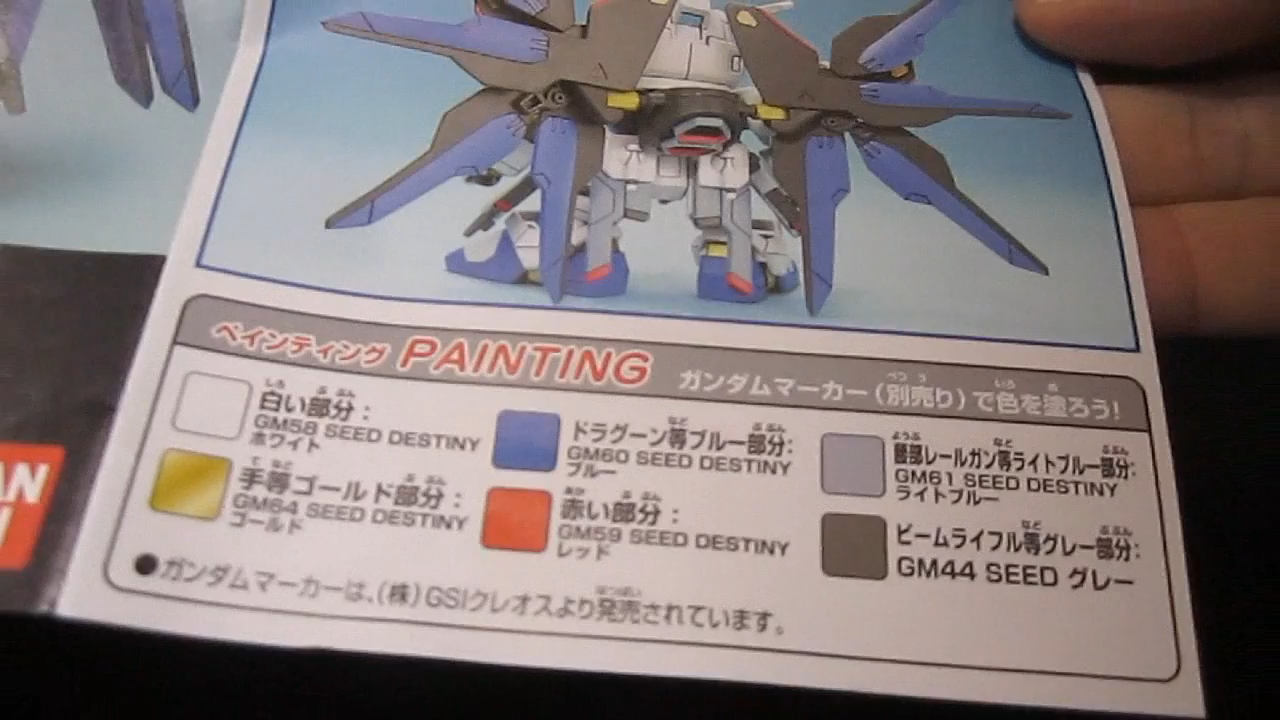 ペインティング PAINTING ガンダムマーカー(別売り)で色を塗ろう!
白い部分:
GM58 SEED DESTINY
ホワイト
ドラグーン等ブルー部分:
GM60 SEED DESTINY
ブルー
腰部レールガン等ライトブルー部分:
GM61 SEED DESTINY
ライトブルー
手等ゴールド部分:
GM64 SEED DESTINY
ゴールド
赤い部分:
GM59 SEED DESTINY
レッド
ビームライフル等グレー部分:
GM44 SEED グレー
●ガンダムマーカーは、(株)GSIクレオスより発売されています。